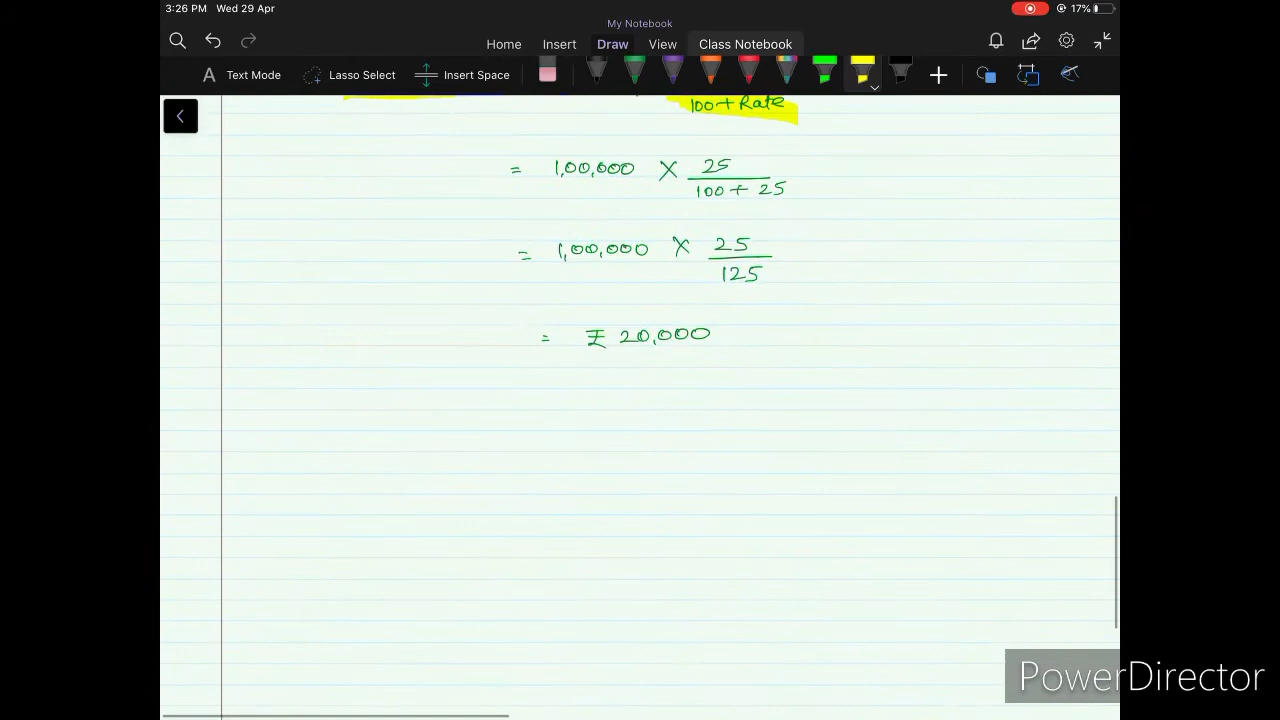 3:26 PM Wed 29 Apr
17%
My Notebook
Home Insert Draw View Class Notebook
Text Mode Lasso Select Insert Space
100 + Rate
= 1,00,000 × 25
100 + 25
= 1,00,000 × 25
125
= ₹ 20,000
PowerDirector